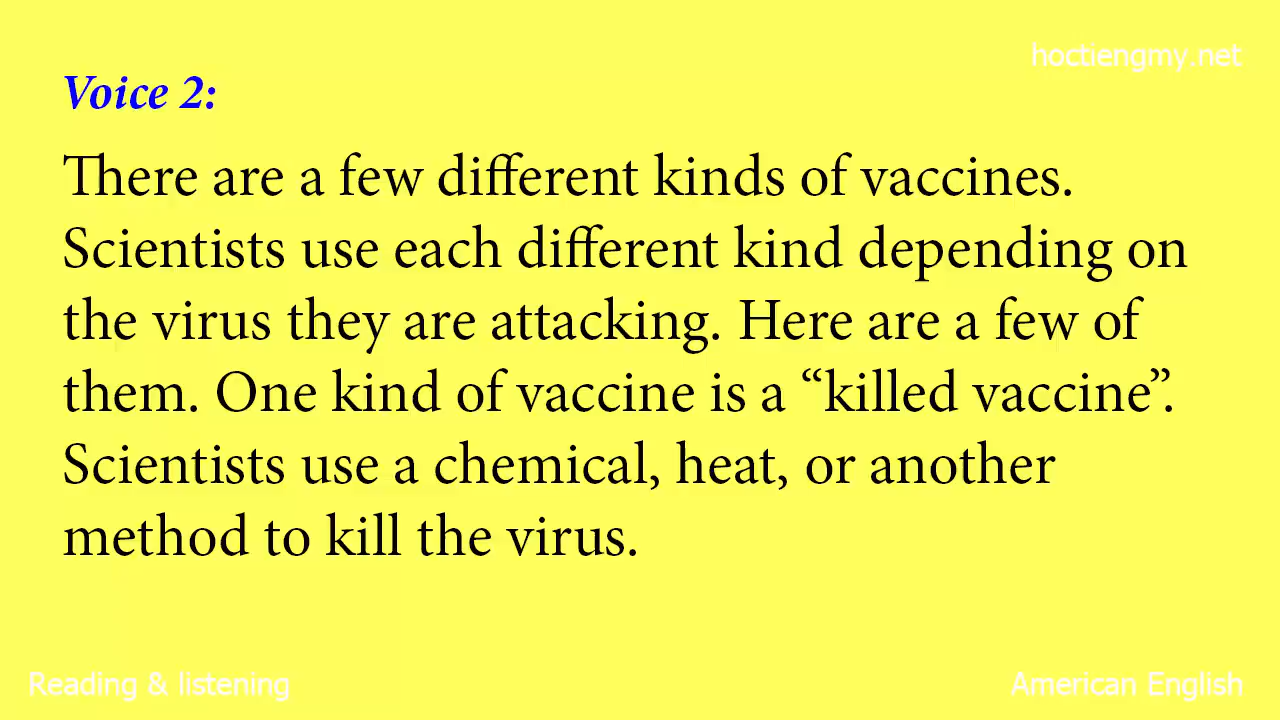 hoctiengmy.net
Voice 2:
There are a few different kinds of vaccines.
Scientists use each different kind depending on
the virus they are attacking. Here are a few of
them. One kind of vaccine is a “killed vaccine”.
Scientists use a chemical, heat, or another
method to kill the virus.
Reading & listening
American English